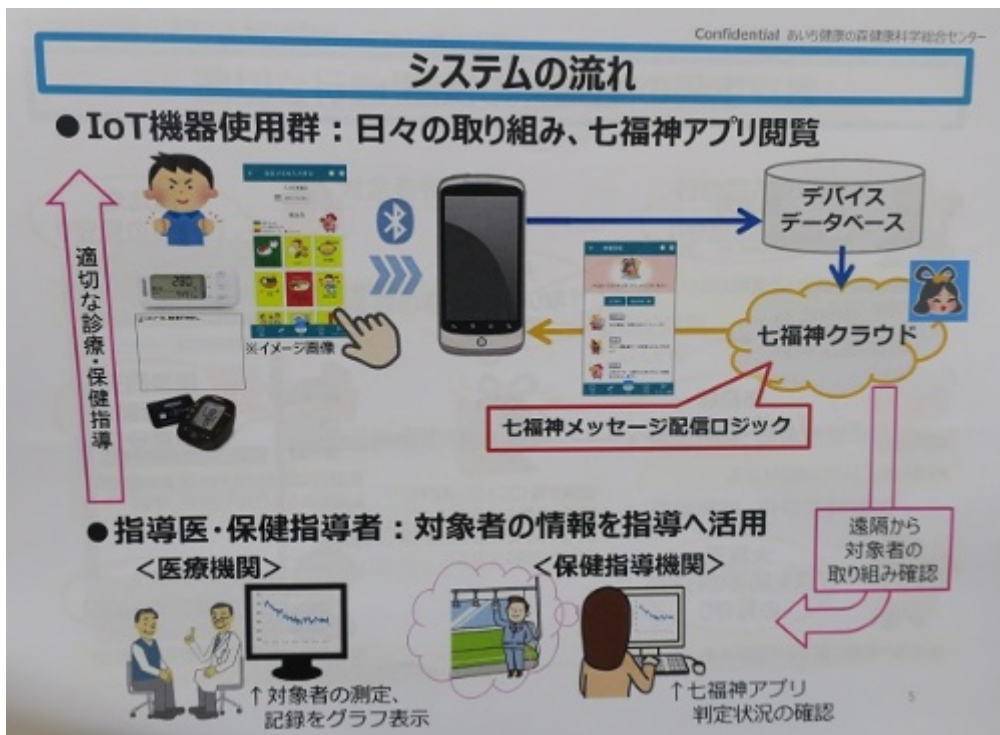 Confidential あいち健康の森健康科学総合センター
システムの流れ
●IoT機器使用群：日々の取り組み、七福神アプリ閲覧
適切な診療・保健指導
※イメージ画像
デバイス
データベース
七福神クラウド
七福神メッセージ配信ロジック
●指導医・保健指導者：対象者の情報を指導へ活用
遠隔から
対象者の
取り組み確認
＜医療機関＞
＜保健指導機関＞
↑対象者の測定、
記録をグラフ表示
↑七福神アプリ
判定状況の確認
5